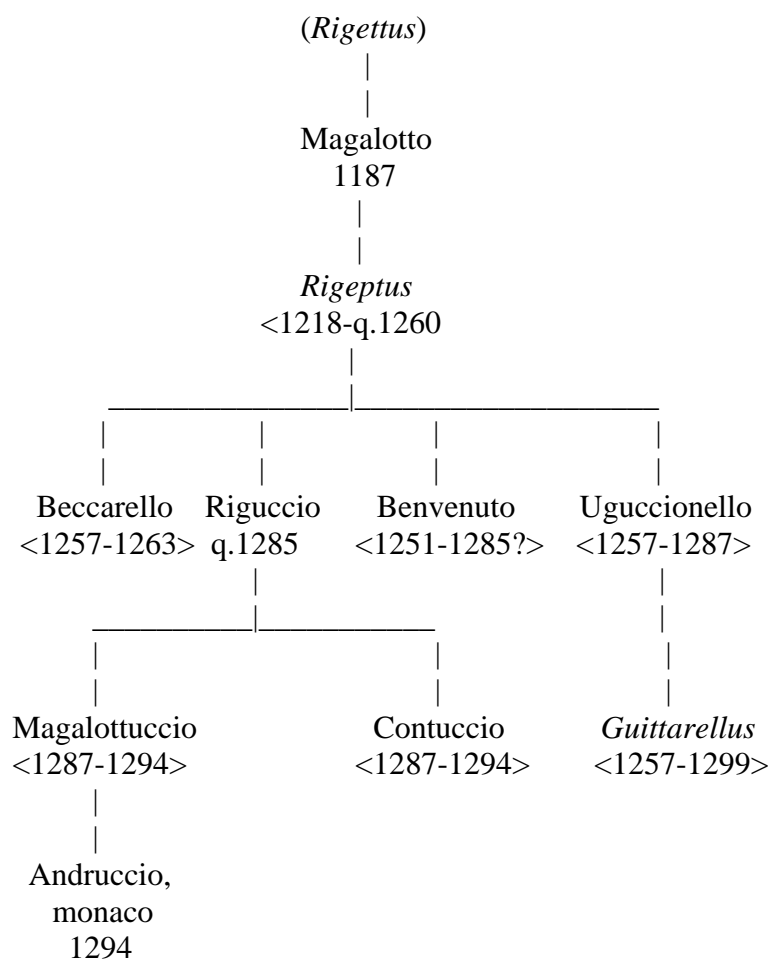 (Rigettus)
Magalotto
1187
Rigeptus
<1218-q.1260
Beccarello Riguccio Benvenuto Uguccionello
<1257-1263> q.1285 <1251-1285?> <1257-1287>
Magalottuccio Contuccio Guittarellus
<1287-1294> <1287-1294> <1257-1299>
Andruccio,
monaco
1294